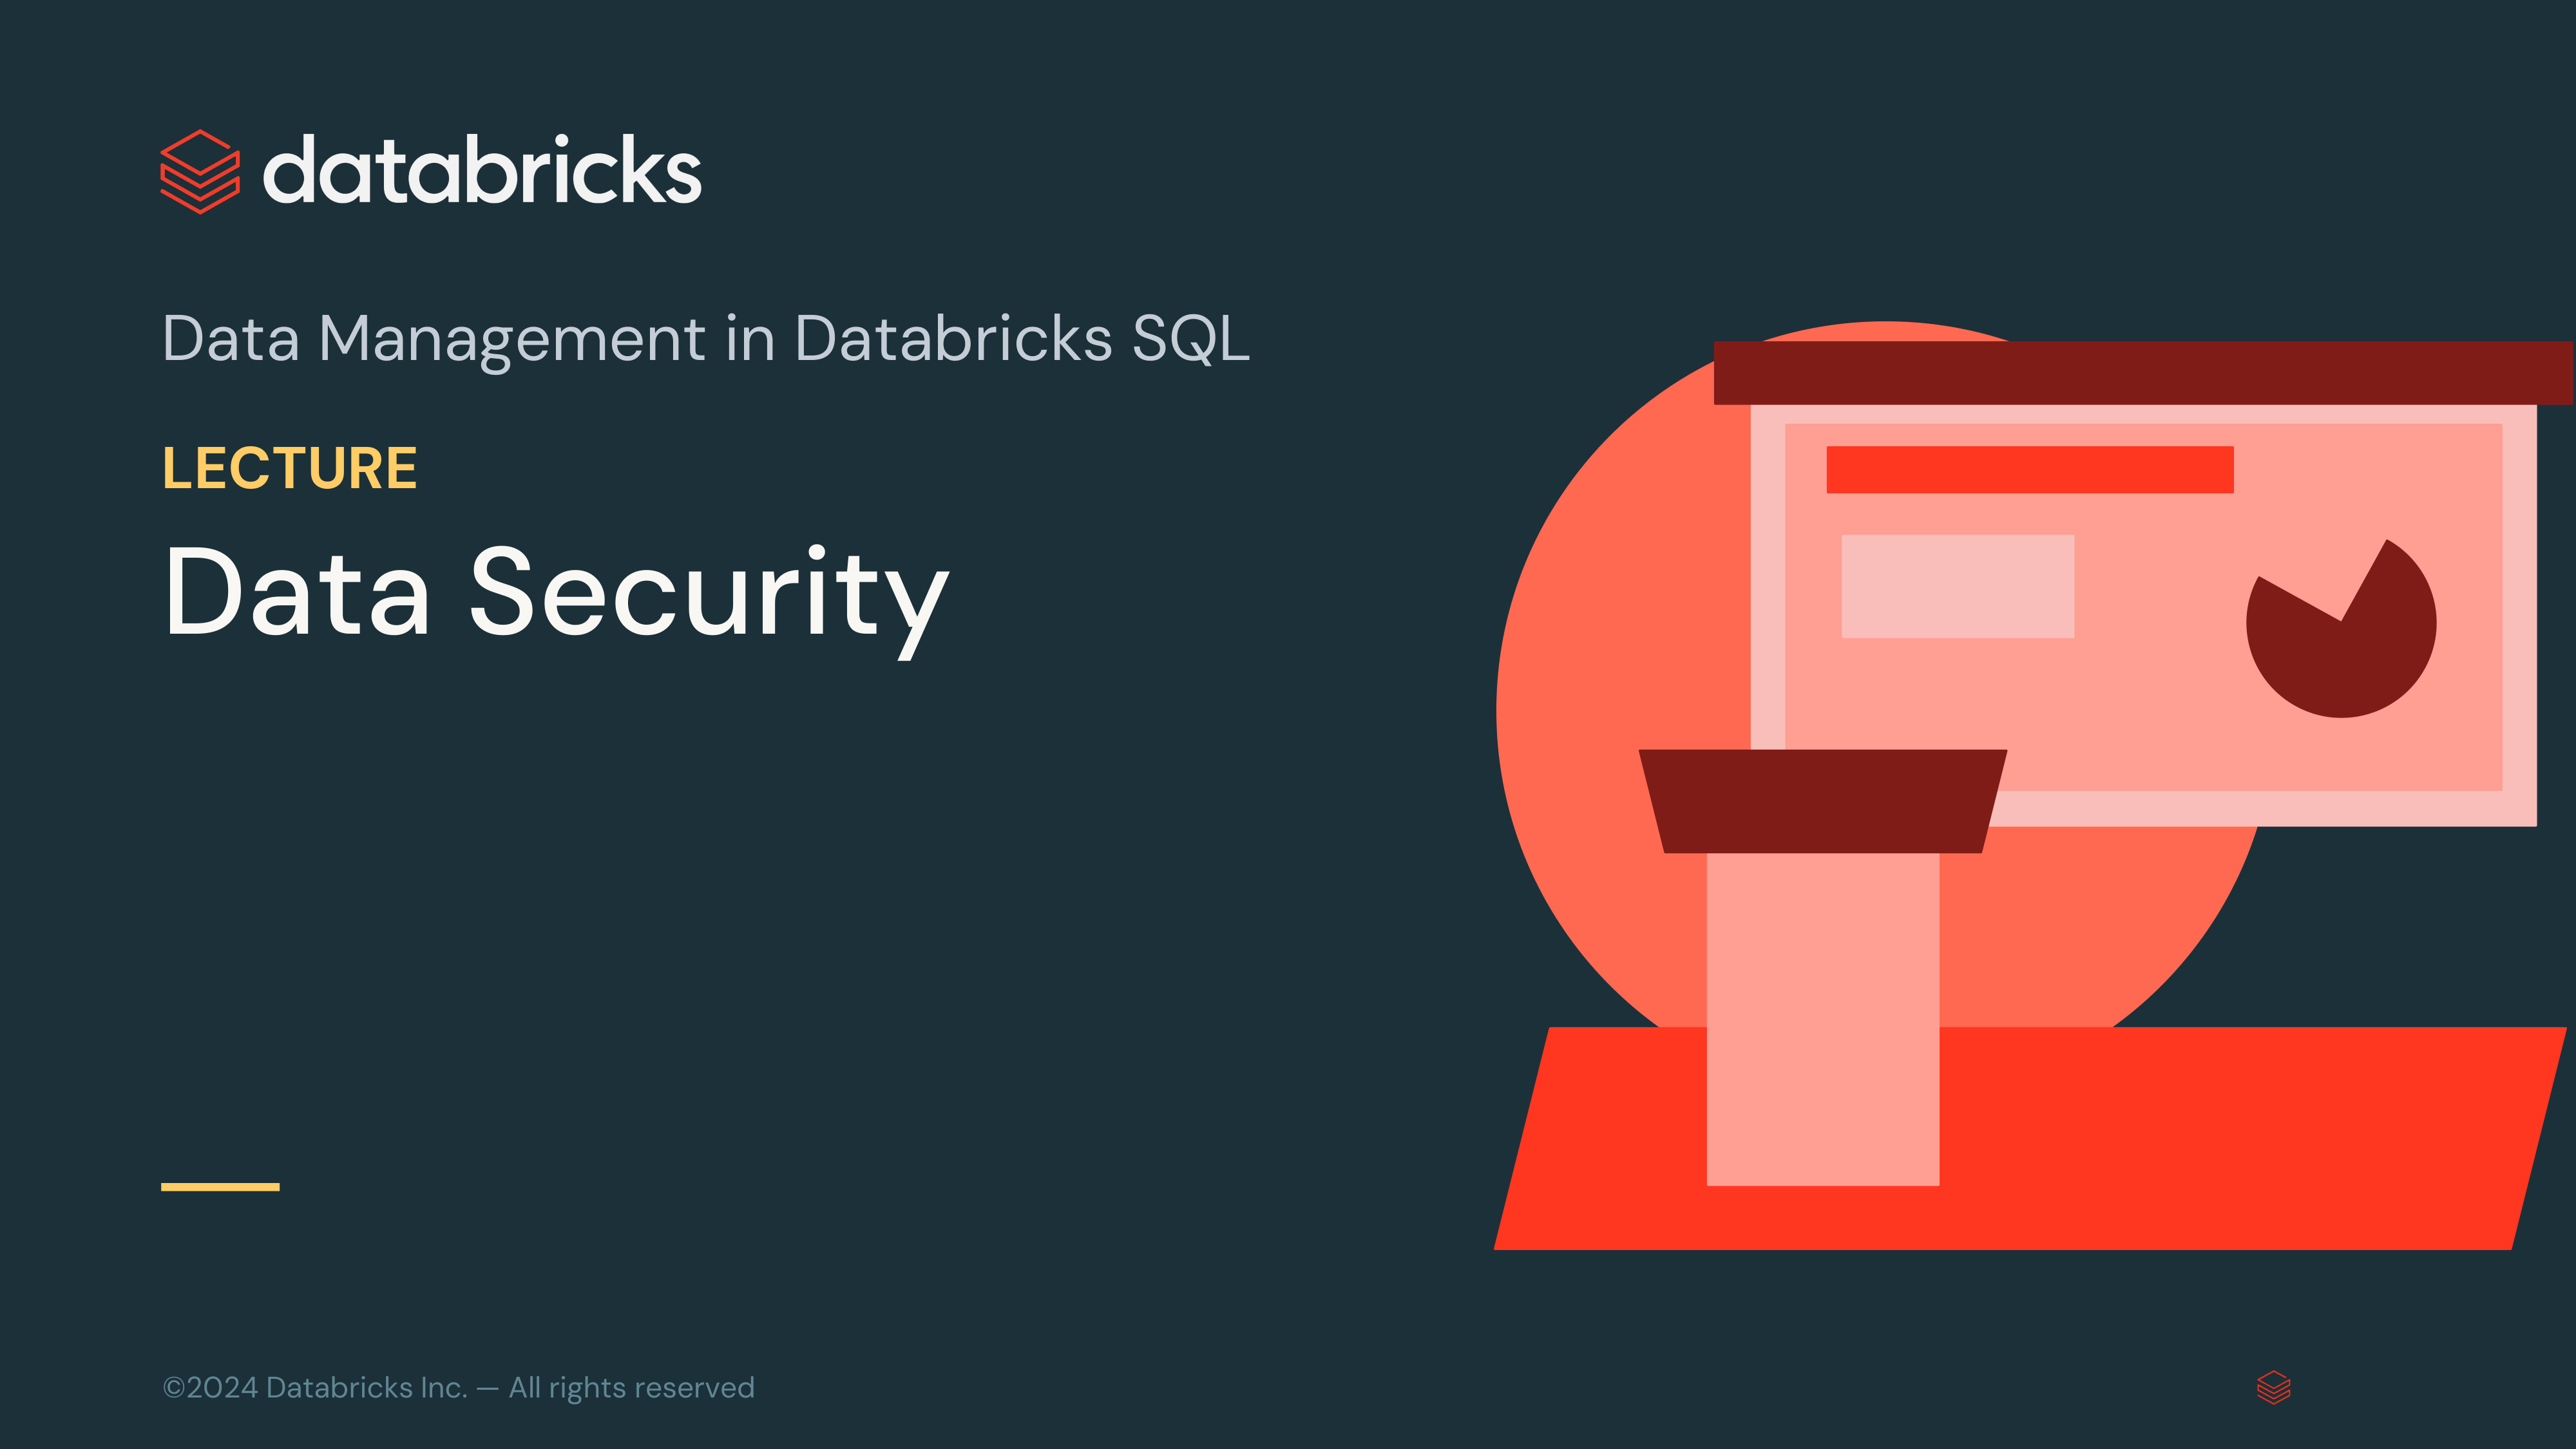 databricks
Data Management in Databricks SQL
LECTURE
Data Security
©2024 Databricks Inc. — All rights reserved